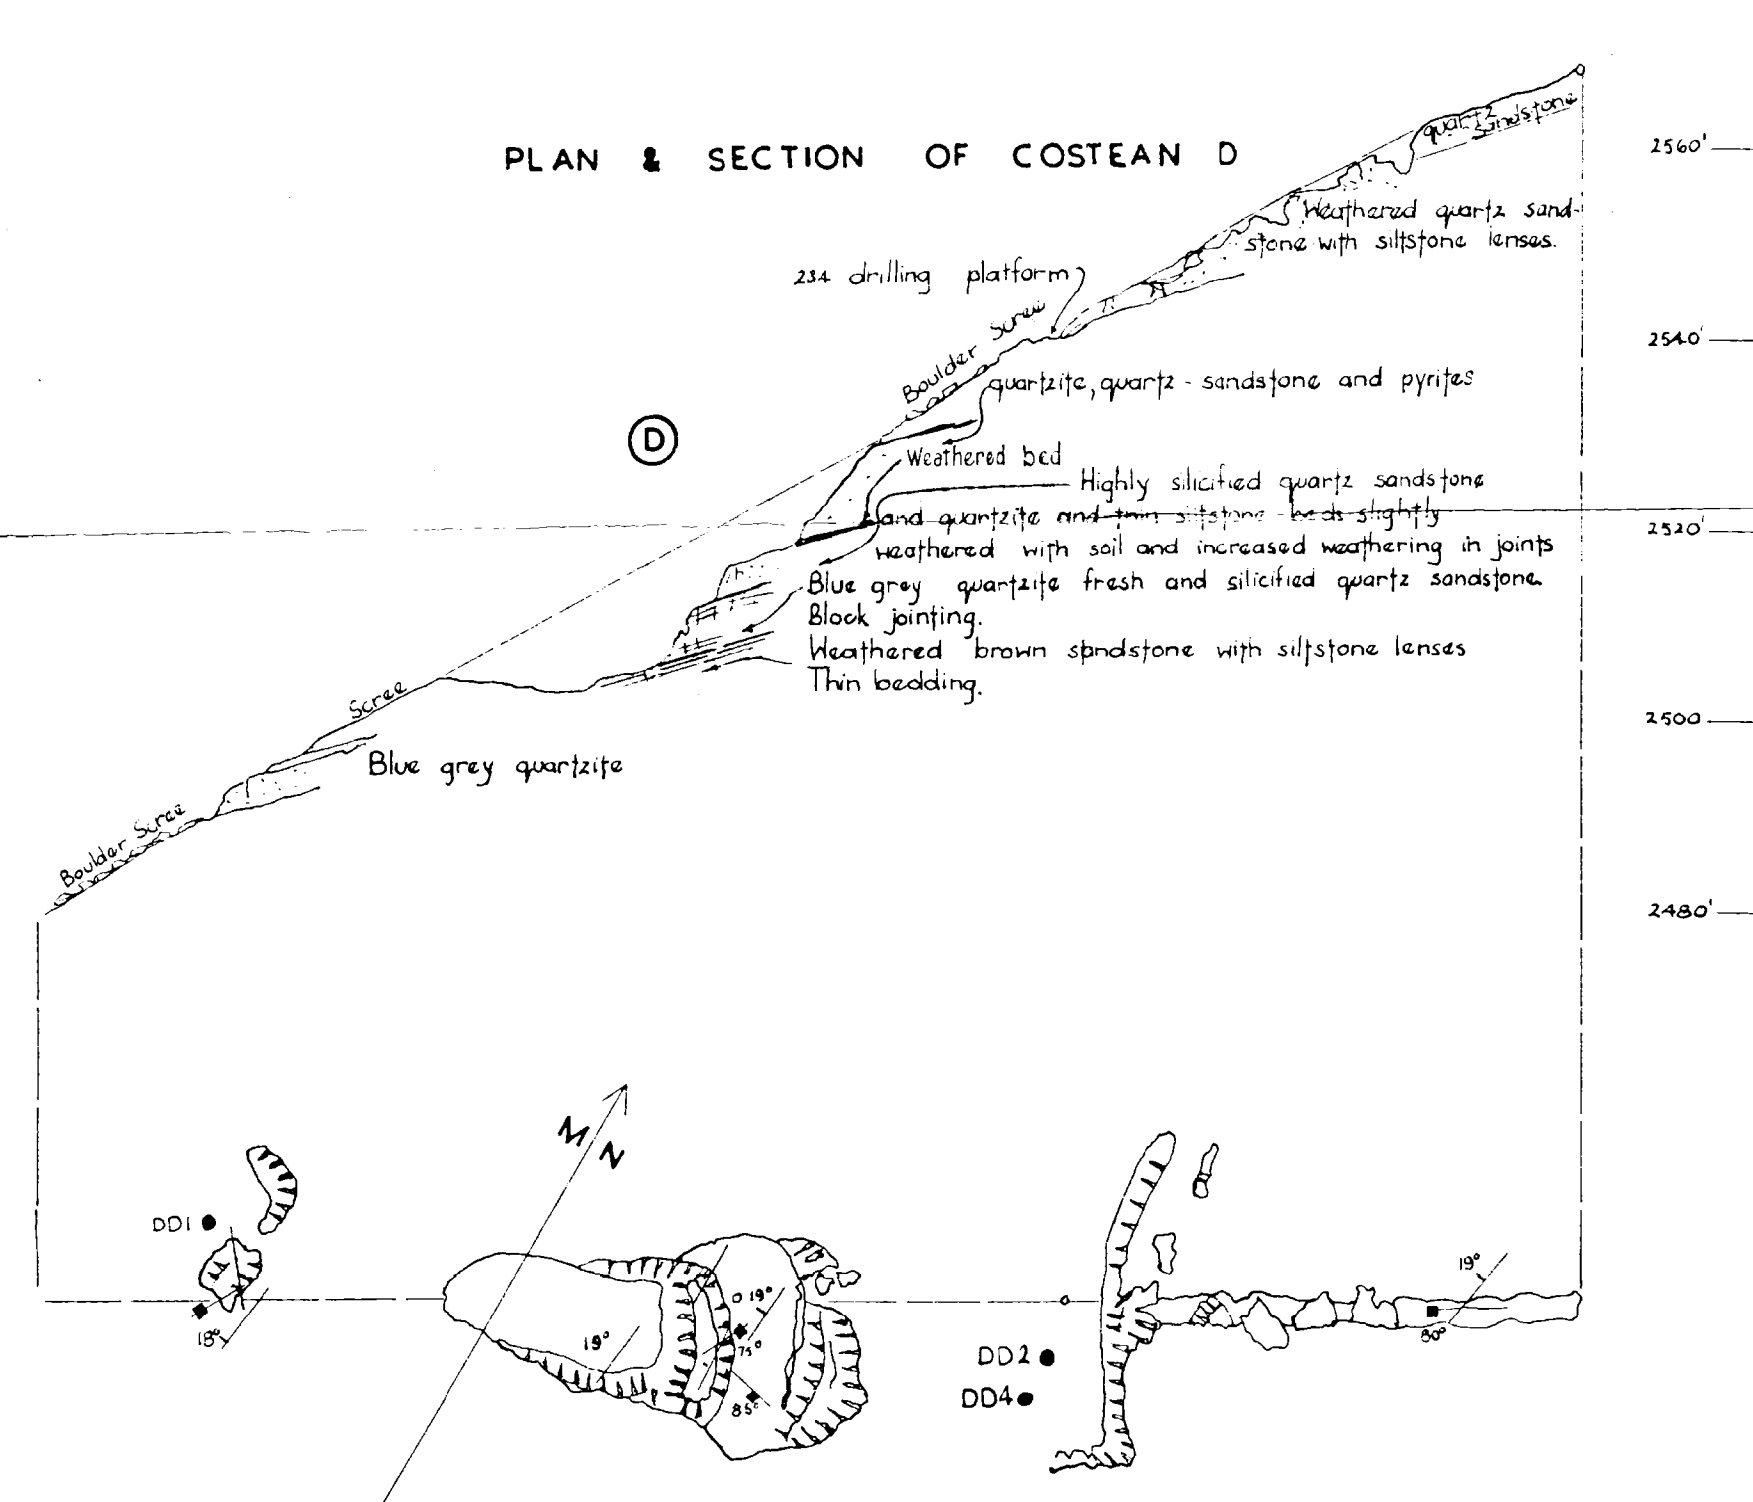 PLAN & SECTION OF COSTEAN D
quartz
sandstone
2560'
Weathered quartz sand-
stone with siltstone lenses.
234 drilling platform
Boulder Scree
2540'
quartzite, quartz - sandstone and pyrites
D
Weathered bed
Highly silicified quartz sandstone
and quartzite and thin siltstone beds slightly
2520'
weathered with soil and increased weathering in joints
Blue grey quartzite fresh and silicified quartz sandstone.
Block jointing.
Weathered brown sandstone with siltstone lenses
Thin bedding.
Scree
2500
Blue grey quartzite
Boulder Scree
2480'
MN
DD1
18°
19°
19°
75°
85°
DD2
DD4
19°
80°